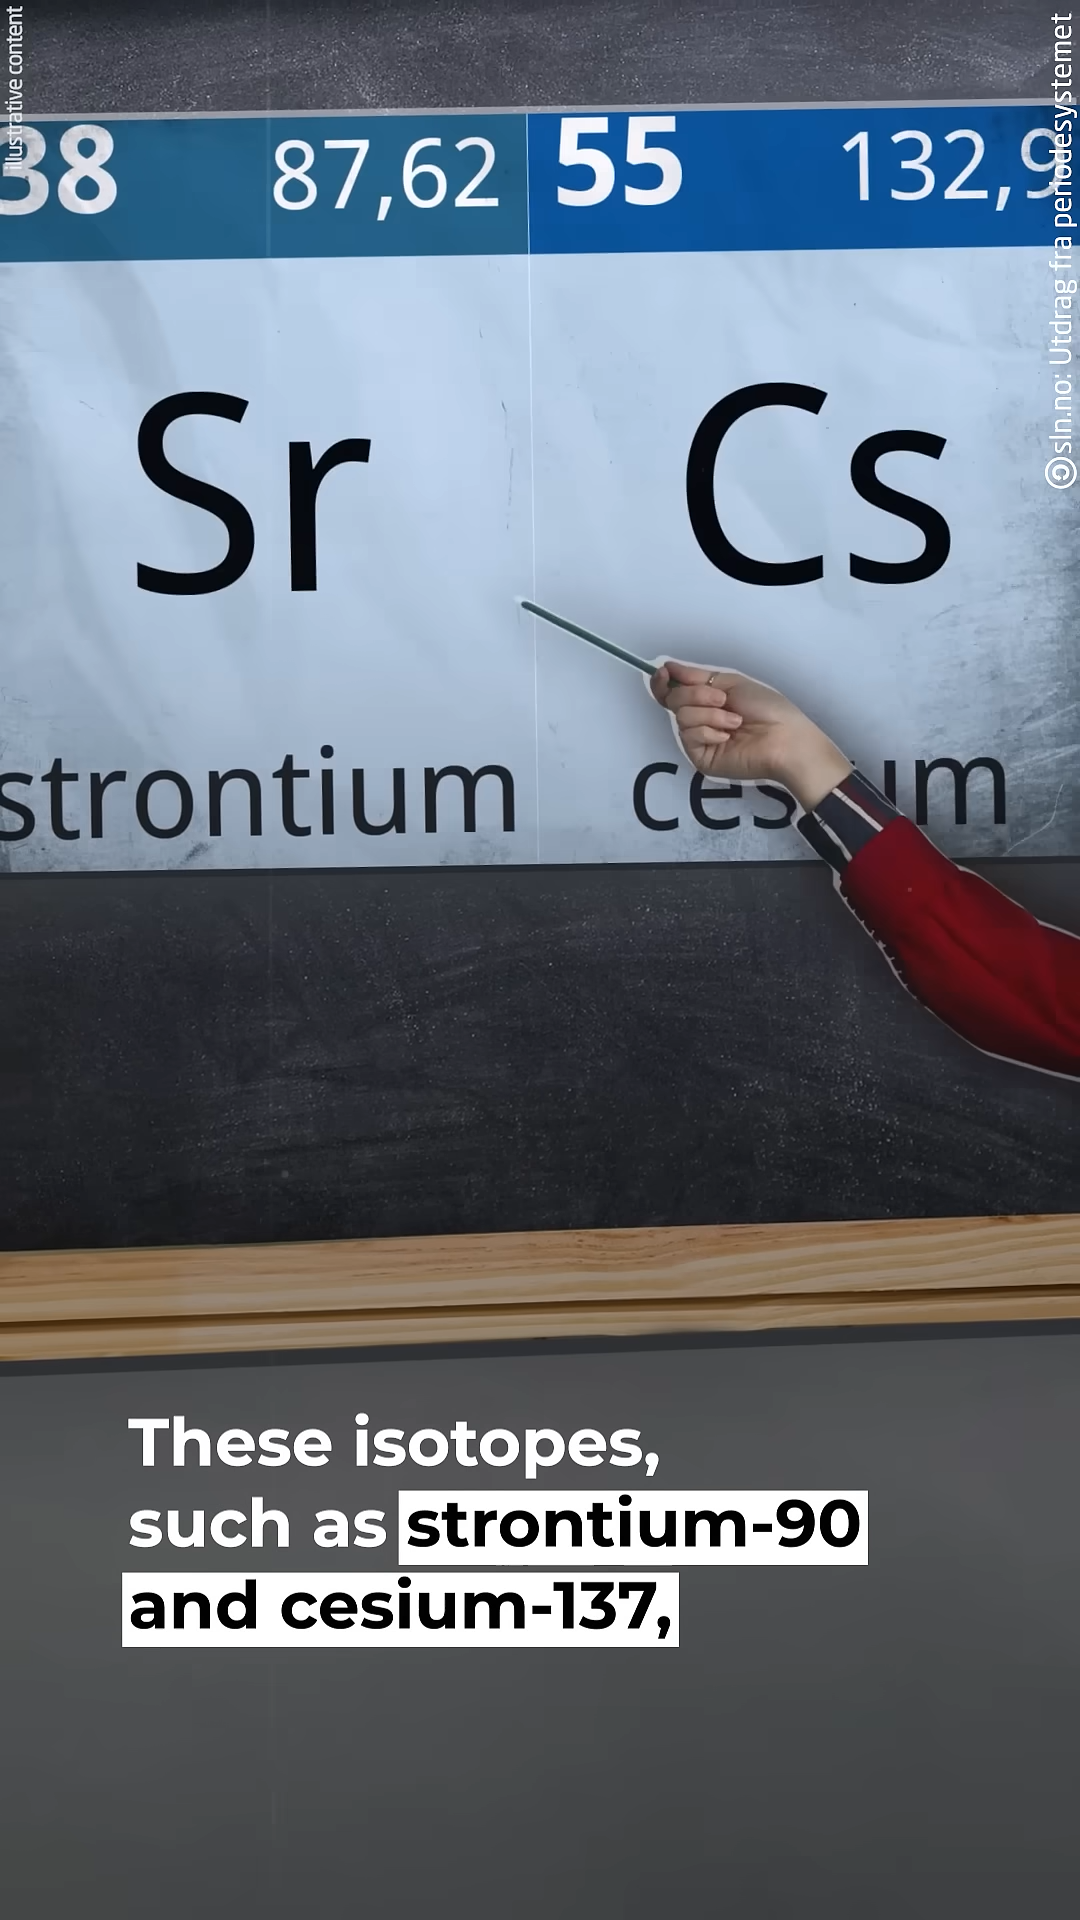 illustrative content
©sln.no: Utdrag fra periodesystemet
38 87,62 55 132,9
Sr Cs
strontium
These isotopes,
such as strontium-90
and cesium-137,